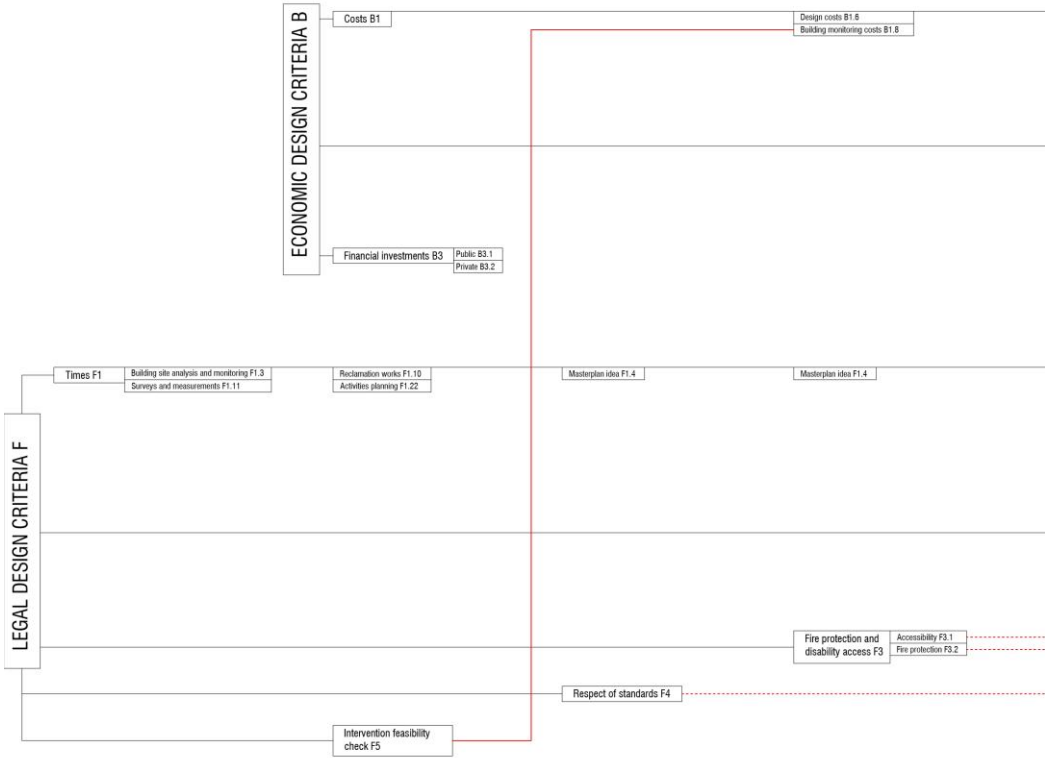 ECONOMIC DESIGN CRITERIA B
Costs B1
Design costs B1.6
Building monitoring costs B1.8
Financial investments B3
Public B3.1
Private B3.2
LEGAL DESIGN CRITERIA F
Times F1
Building site analysis and monitoring F1.3
Surveys and measurements F1.11
Reclamation works F1.10
Activities planning F1.22
Masterplan idea F1.4
Masterplan idea F1.4
Fire protection and
disability access F3
Accessibility F3.1
Fire protection F3.2
Respect of standards F4
Intervention feasibility
check F5